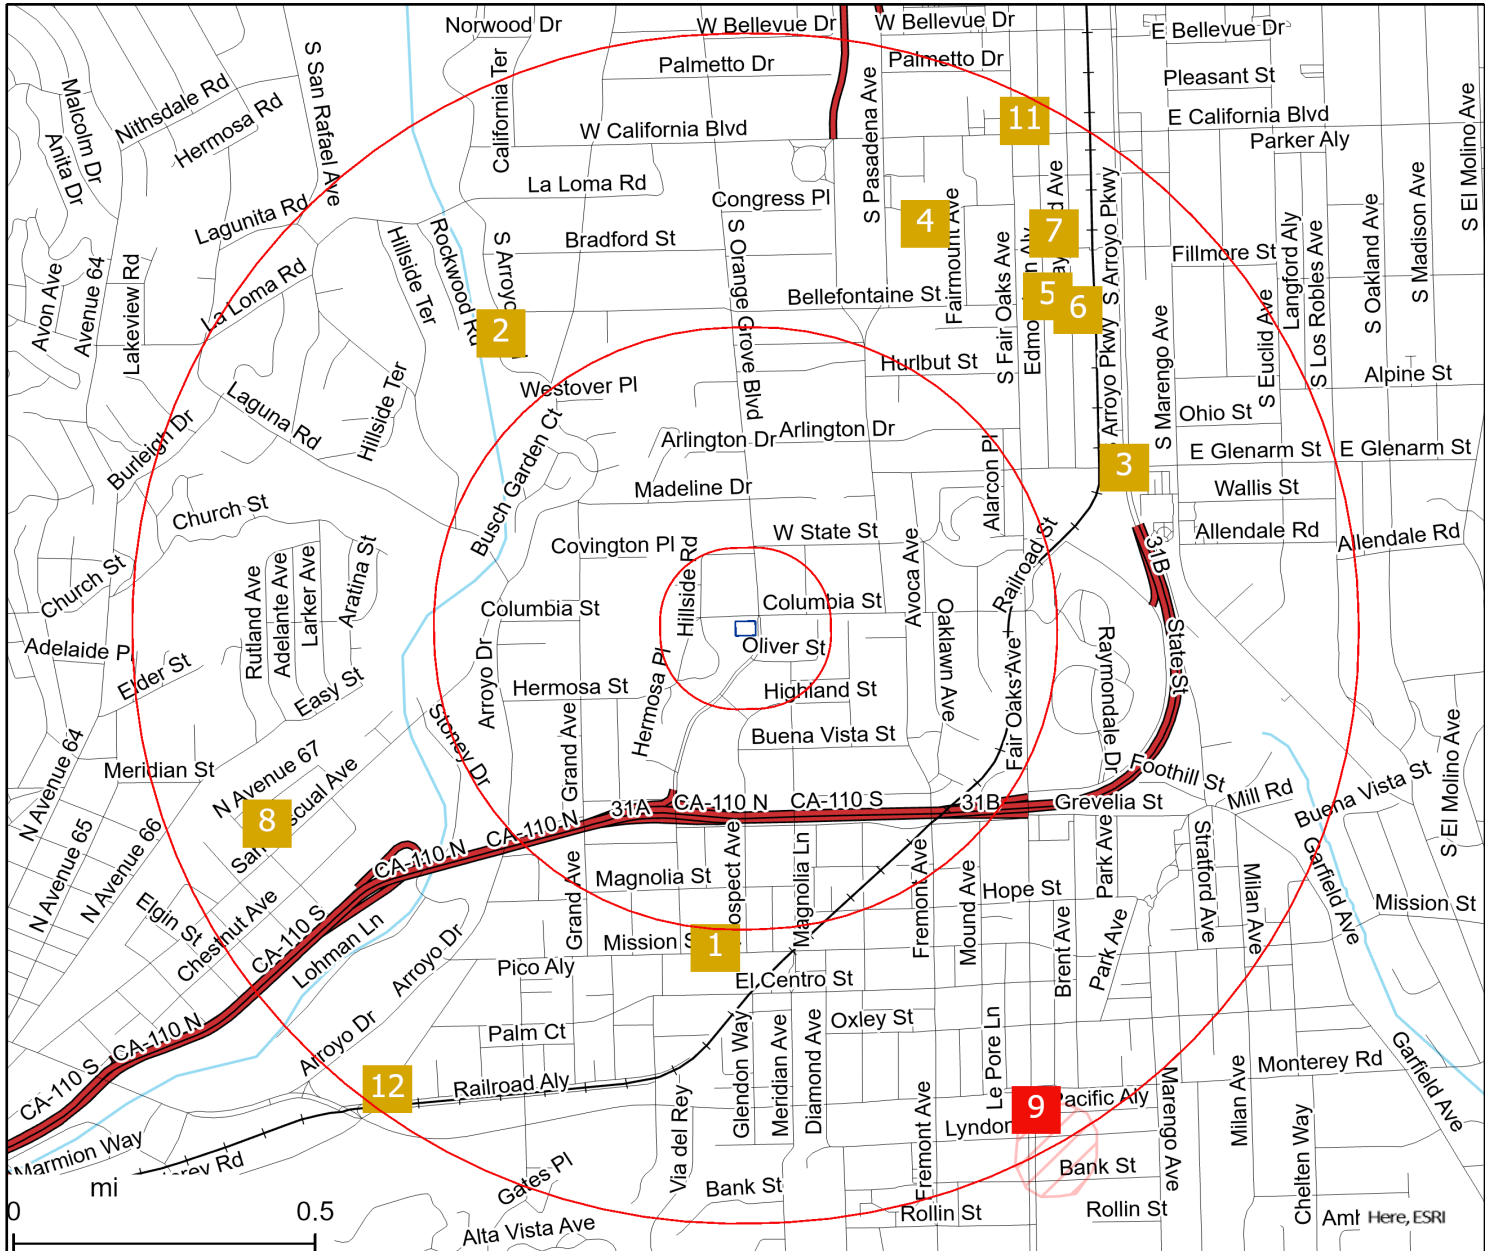 Norwood Dr
W Bellevue Dr
W Bellevue Dr
E Bellevue Dr
Palmetto Dr
Palmetto Dr
Pleasant St
Malcolm Dr
Nithsdale Rd
S San Rafael Ave
California Ter
S Pasadena Ave
11
E California Blvd
S El Molino Ave
Anita Dr
Hermosa Rd
W California Blvd
Parker Aly
La Loma Rd
Congress Pl
Lagunita Rd
4
Fairmount Ave
7
S Arroyo Pkwy
Bradford St
S Orange Grove Blvd
Fillmore St
Langford Aly
S Los Robles Ave
S Oakland Ave
S Madison Ave
Avon Ave
Avenue 64
Lakeview Rd
La Loma Rd
Hillside Ter
Rockwood Rd
S Arroyo
2
Bellefontaine St
S Fair Oaks Ave
5
6
S Marengo Ave
S Euclid Ave
Hurlbut St
Alpine St
Westover Pl
Hillside Ter
Laguna Rd
Burleigh Dr
Arlington Dr
Arlington Dr
Arroyo Pkwy
Ohio St
E Glenarm St
E Glenarm St
3
Busch Garden Ct
Alarcon Pl
Madeline Dr
Wallis St
Church St
W State St
Allendale Rd
Allendale Rd
Covington Pl
Hillside Rd
Avoca Ave
Railroad St
31B
Church St
Rutland Ave
Adelante Ave
Larker Ave
Aratina St
Columbia St
Columbia St
Oaklawn Ave
Oliver St
Adelaide Pl
Elder St
Easy St
Arroyo Dr
Hermosa St
Hermosa Pl
Highland St
Fair Oaks Ave
Raymondale Dr
State St
Stoney Dr
Grand Ave
Buena Vista St
N Avenue 64
Meridian St
N Avenue 67
Foothill St
Mill Rd
Buena Vista St
S El Molino Ave
8
31A
CA-110 N
CA-110 S
31B
Grevelia St
CA-110 N
CA-110 N
N Avenue 65
N Avenue 66
Magnolia St
Magnolia Ln
Park Ave
Stratford Ave
Garfield Ave
Elgin St
Chestnut Ave
Grand Ave
Hope St
Fremont Ave
Mound Ave
Milan Ave
Mission St
CA-110 S
Lohman Ln
Arroyo Dr
Mission
1
Brent Ave
Park Ave
Pico Aly
El Centro St
CA-110 N
Arroyo Dr
Palm Ct
Glendon Way
Meridian Ave
Diamond Ave
Oxley St
Le Pore Ln
Monterey Rd
Garfield Ave
CA-110 S
12
Railroad Aly
Via del Rey
Fremont Ave
9
Pacific Aly
Marengo Ave
Milan Ave
Chelten Way
Lyndon
Marmion Way
Gates Pl
Bank St
Bank St
Rollin St
Rollin St
Alta Vista Ave
Here, ESRI
mi
0
0.5